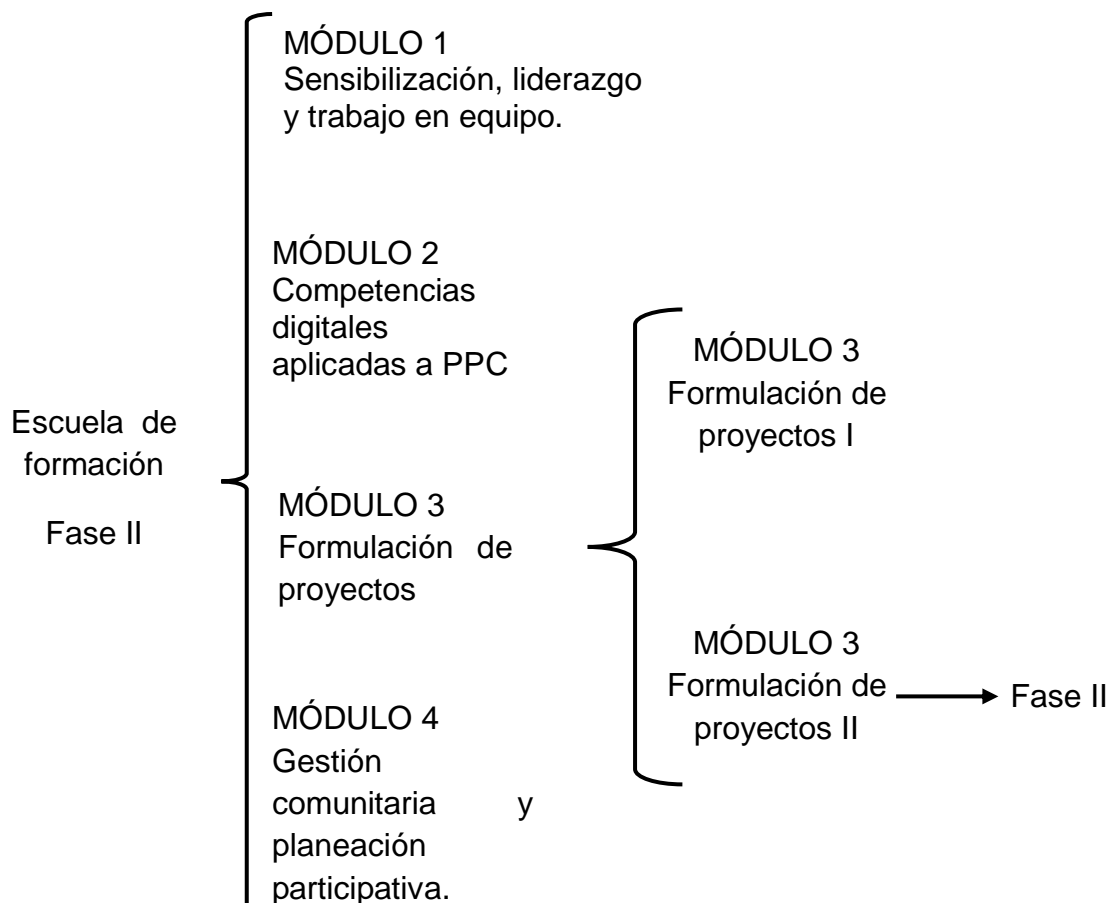 Escuela de
formación
Fase II
MÓDULO 1
Sensibilización, liderazgo
y trabajo en equipo.
MÓDULO 2
Competencias
digitales
aplicadas a PPC
MÓDULO 3
Formulación de
proyectos
MÓDULO 4
Gestión
comunitaria y
planeación
participativa.
MÓDULO 3
Formulación de
proyectos I
MÓDULO 3
Formulación de
proyectos II
Fase II